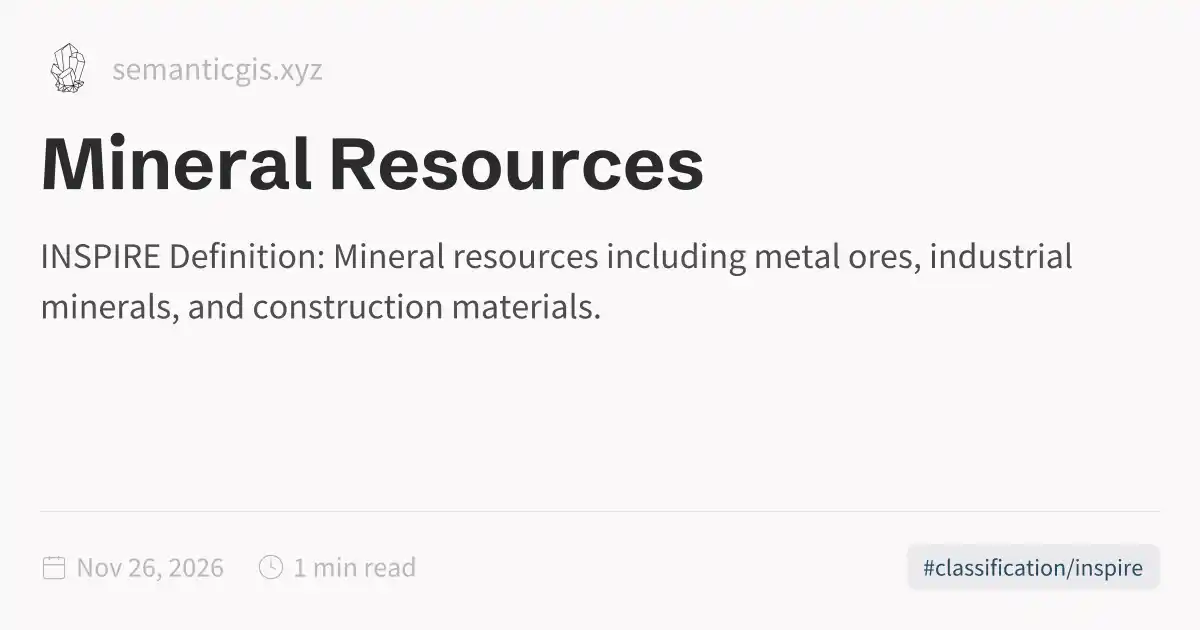 semanticgis.xyz
Mineral Resources
INSPIRE Definition: Mineral resources including metal ores, industrial
minerals, and construction materials.
Nov 26, 2026 1 min read #classification/inspire